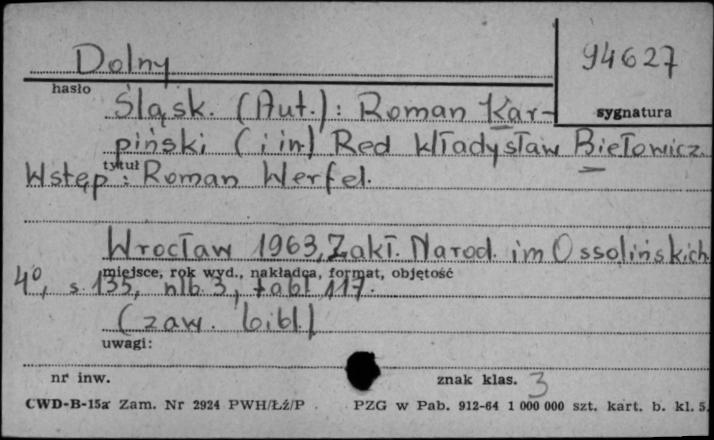 Dolny 94627
hasło
Śląsk. (Aut.): Roman Kar- sygnatura
piński (i in) Red Władysław Biełowicz.
tytuł
Wstęp: Roman Werfel.
Wrocław 1963, Zakł. Narod. im Ossolińskich
miejsce, rok wyd., nakładca, format, objętość
4°, s. 135, nlb. 3, tabl 117.
(zaw. bibl.)
uwagi:
nr inw. znak klas. 3
CWD-B-15a Zam. Nr 2924 PWH/Łź/P PZG w Pab. 912-64 1 000 000 szt. kart. b. kl. 5.